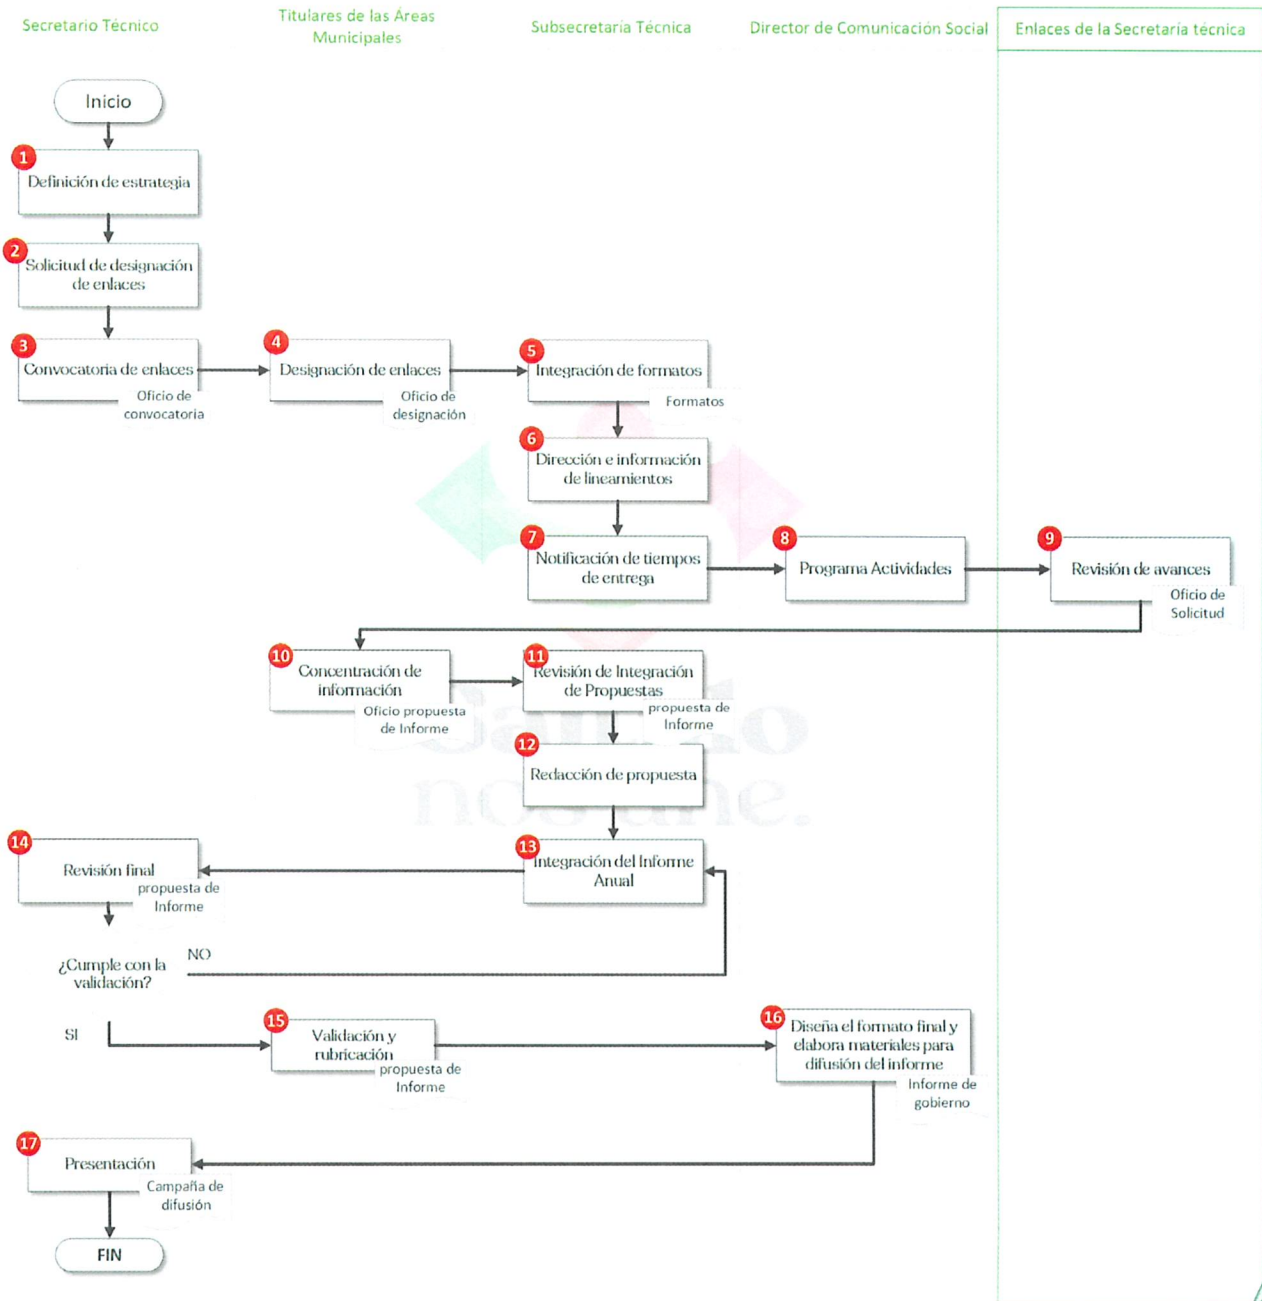 Secretario Técnico
Titulares de las Áreas
Municipales
Subsecretaría Técnica
Director de Comunicación Social
Enlaces de la Secretaría técnica
Inicio
1
Definición de estrategia
2
Solicitud de designación
de enlaces
3
Convocatoria de enlaces
Oficio de
convocatoria
4
Designación de enlaces
Oficio de
designación
5
Integración de formatos
Formatos
6
Dirección e información
de lineamientos
7
Notificación de tiempos
de entrega
8
Programa Actividades
9
Revisión de avances
Oficio de
Solicitud
10
Concentración de
información
Oficio propuesta
de Informe
11
Revisión de Integración
de Propuestas
propuesta de
Informe
12
Redacción de propuesta
13
Integración del Informe
Anual
14
Revisión final
propuesta de
Informe
¿Cumple con la
validación?
NO
SI
15
Validación y
rubricación
propuesta de
Informe
16
Diseña el formato final y
elabora materiales para
difusión del informe
Informe de
gobierno
17
Presentación
Campaña de
difusión
FIN